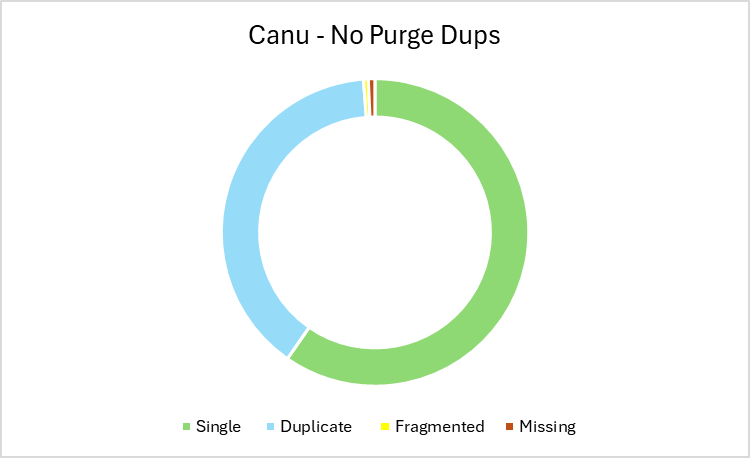 Canu - No Purge Dups
Single Duplicate Fragmented Missing